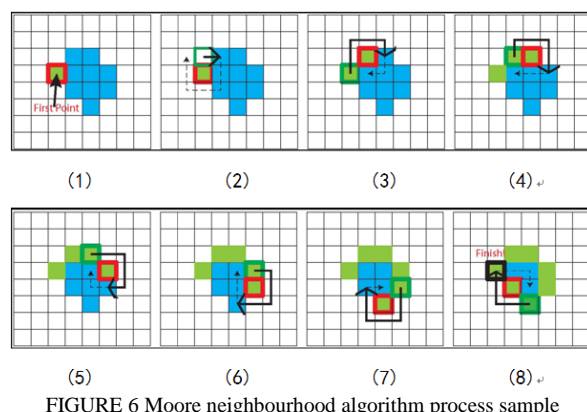 First Point
(1) (2) (3) (4)
Finish!
(5) (6) (7) (8)
FIGURE 6 Moore neighbourhood algorithm process sample